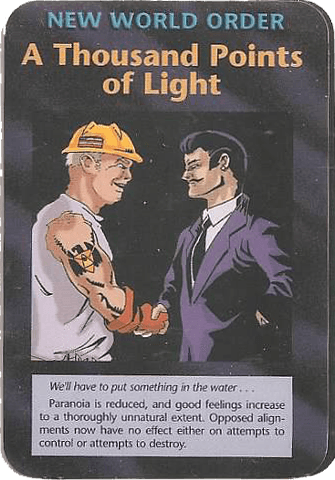 NEW WORLD ORDER
A Thousand Points
of Light
We'll have to put something in the water . . .
Paranoia is reduced, and good feelings increase
to a thoroughly unnatural extent. Opposed align-
ments now have no effect either on attempts to
control or attempts to destroy.